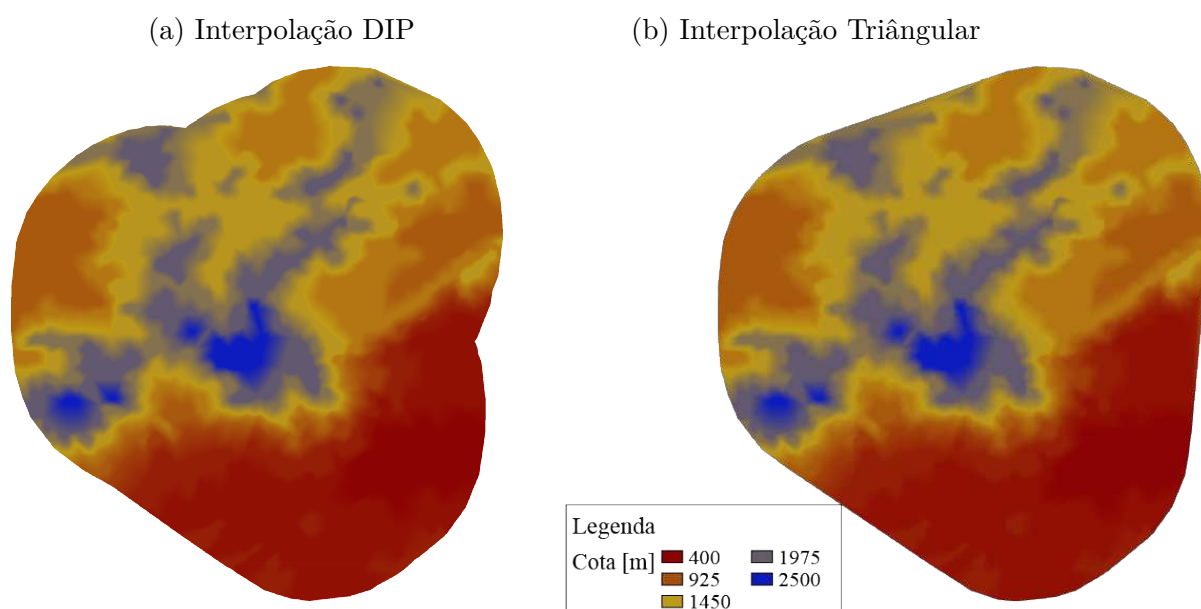 (a) Interpolação DIP
(b) Interpolação Triângular
Legenda
Cota [m] 400 1975
925 2500
1450